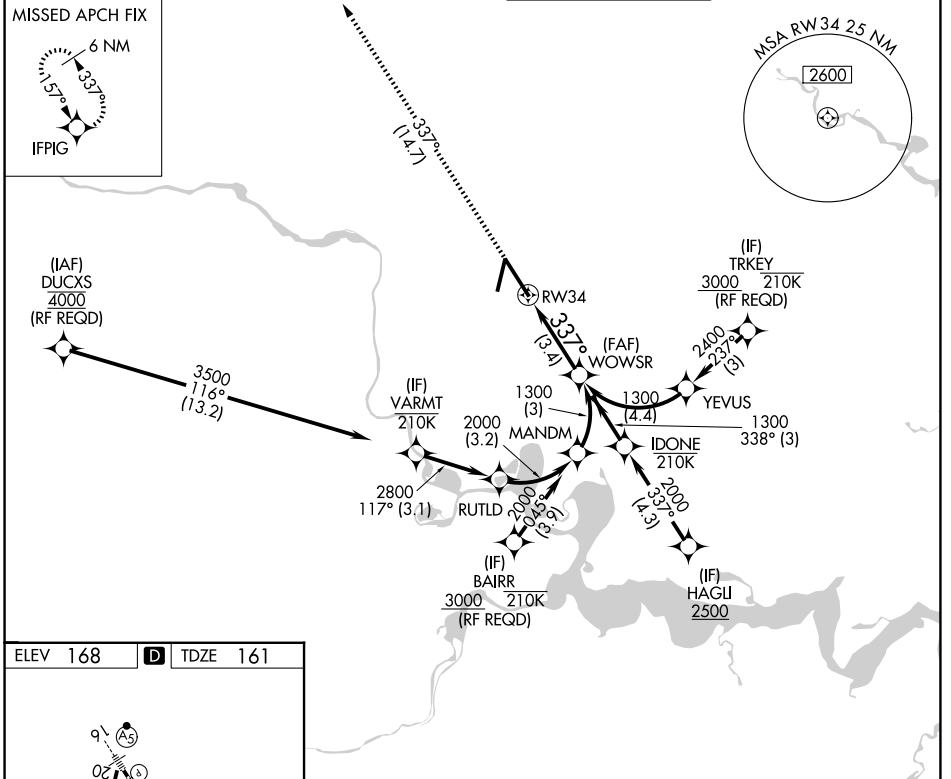 MISSED APCH FIX
6 NM
337°
157°
IFPIG
MSA RW34 25 NM
2600
337°
(14.7)
(IAF)
DUCXS
4000
(RF REQD)
3500
116°
(13.2)
RW34
337°
(3.4)
(FAF)
WOWSR
(IF)
TRKEY
3000 210K
(RF REQD)
2400
237°
(3)
YEVUS
1300
(4.4)
1300
(3)
1300
338° (3)
(IF)
VARMT
210K
2000
(3.2)
MANDM
IDONE
210K
2800
117° (3.1)
RUTLD
2000
045°
(3.9)
2000
337°
(4.3)
(IF)
BAIRR
3000 210K
(RF REQD)
(IF)
HAGLI
2500
ELEV 168 D TDZE 161
16
A5
20
P